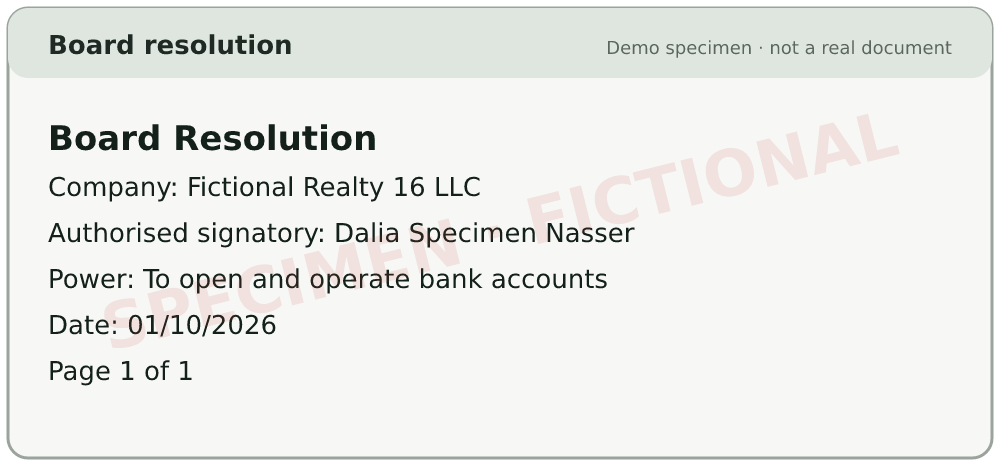 Board resolution
Demo specimen · not a real document
Board Resolution
Company: Fictional Realty 16 LLC
Authorised signatory: Dalia Specimen Nasser
Power: To open and operate bank accounts
Date: 01/10/2026
Page 1 of 1
SPECIMEN · FICTIONAL